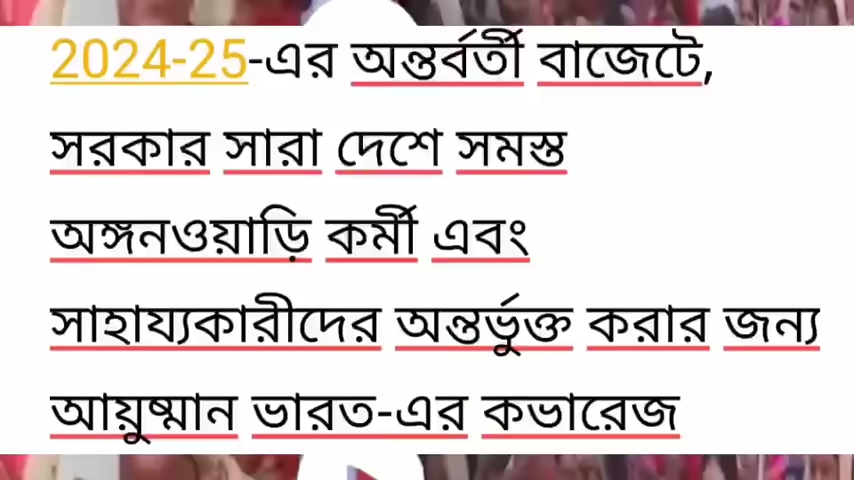 2024-25-এর অন্তর্বর্তী বাজেটে,
সরকার সারা দেশে সমস্ত
অঙ্গনওয়াড়ি কর্মী এবং
সাহায্যকারীদের অন্তর্ভুক্ত করার জন্য
আয়ুষ্মান ভারত-এর কভারেজ